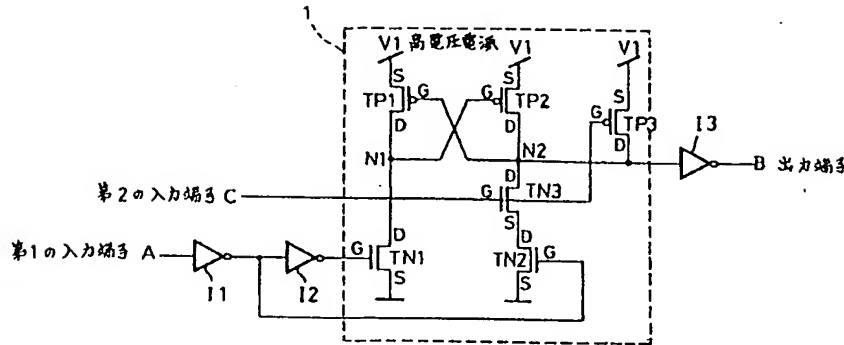 1
V1 高電圧電源 V1 V1
S S S
TP1 G G TP2 G TP3
D D D
N1 N2 I3
B 出力端子
第2の入力端子 C
D
G TN3
S
第1の入力端子 A
I1 I2
D D
G TN1 TN2 G
S S